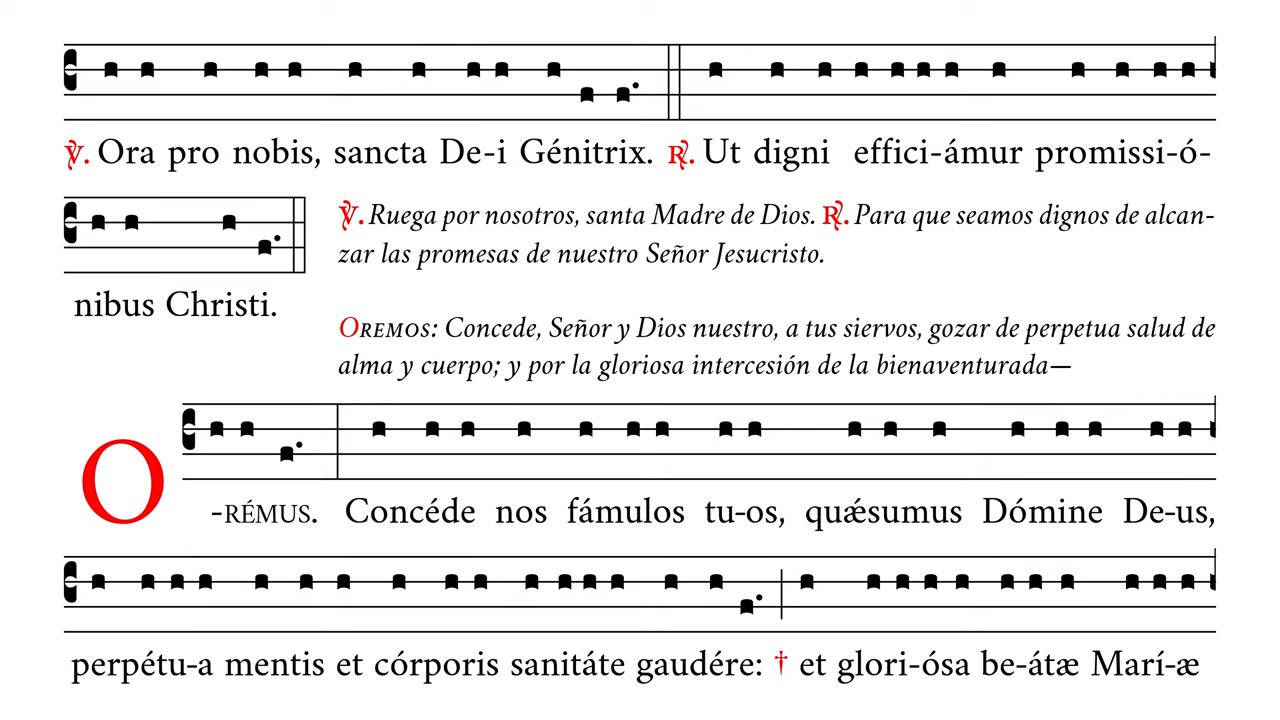 ℣. Ora pro nobis, sancta De-i Génitrix. ℟. Ut digni effici-ámur promissi-ó-
nibus Christi.
℣. Ruega por nosotros, santa Madre de Dios. ℟. Para que seamos dignos de alcan-
zar las promesas de nuestro Señor Jesucristo.
OREMOS: Concede, Señor y Dios nuestro, a tus siervos, gozar de perpetua salud de
alma y cuerpo; y por la gloriosa intercesión de la bienaventurada—
O-RÉMUS. Concéde nos fámulos tu-os, quǽsumus Dómine De-us,
perpétu-a mentis et córporis sanitáte gaudére: † et glori-ósa be-átæ Marí-æ